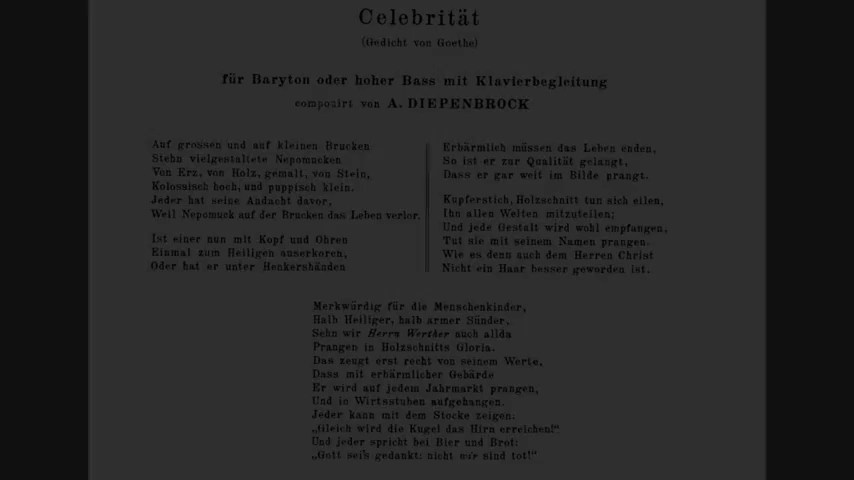 Celebrität
(Gedicht von Goethe)
für Baryton oder hoher Bass mit Klavierbegleitung
componirt von A. DIEPENBROCK
Auf grossen und auf kleinen Brucken
Stehn vielgestaltete Nepomucken
Von Erz, von Holz, gemalt, von Stein,
Kolossisch hoch, und puppisch klein.
Jeder hat seine Andacht davor,
Weil Nepomuck auf der Brucken das Leben verlor.
Ist einer nun mit Kopf und Ohren
Einmal zum Heiligen auserkoren,
Oder hat er unter Henkershänden
Erbärmlich müssen das Leben enden,
So ist er zur Qualität gelangt,
Dass er gar weit im Bilde prangt.
Kupferstich, Holzschnitt tun sich eilen,
Ihn allen Welten mitzuteilen;
Und jede Gestalt wird wohl empfangen,
Tut sie mit seinem Namen prangen.
Wie es denn auch dem Herren Christ
Nicht ein Haar besser geworden ist.
Merkwürdig für die Menschenkinder,
Halb Heiliger, halb armer Sünder,
Sehn wir Herrn Werther auch allda
Prangen in Holzschnitts Gloria.
Das zeugt erst recht von seinem Werte,
Dass mit erbärmlicher Gebärde
Er wird auf jedem Jahrmarkt prangen,
Und in Wirtsstuben aufgehangen.
Jeder kann mit dem Stocke zeigen:
„Gleich wird die Kugel das Hirn erreichen!“
Und jeder spricht bei Bier und Brot:
„Gott sei's gedankt: nicht wir sind tot!“